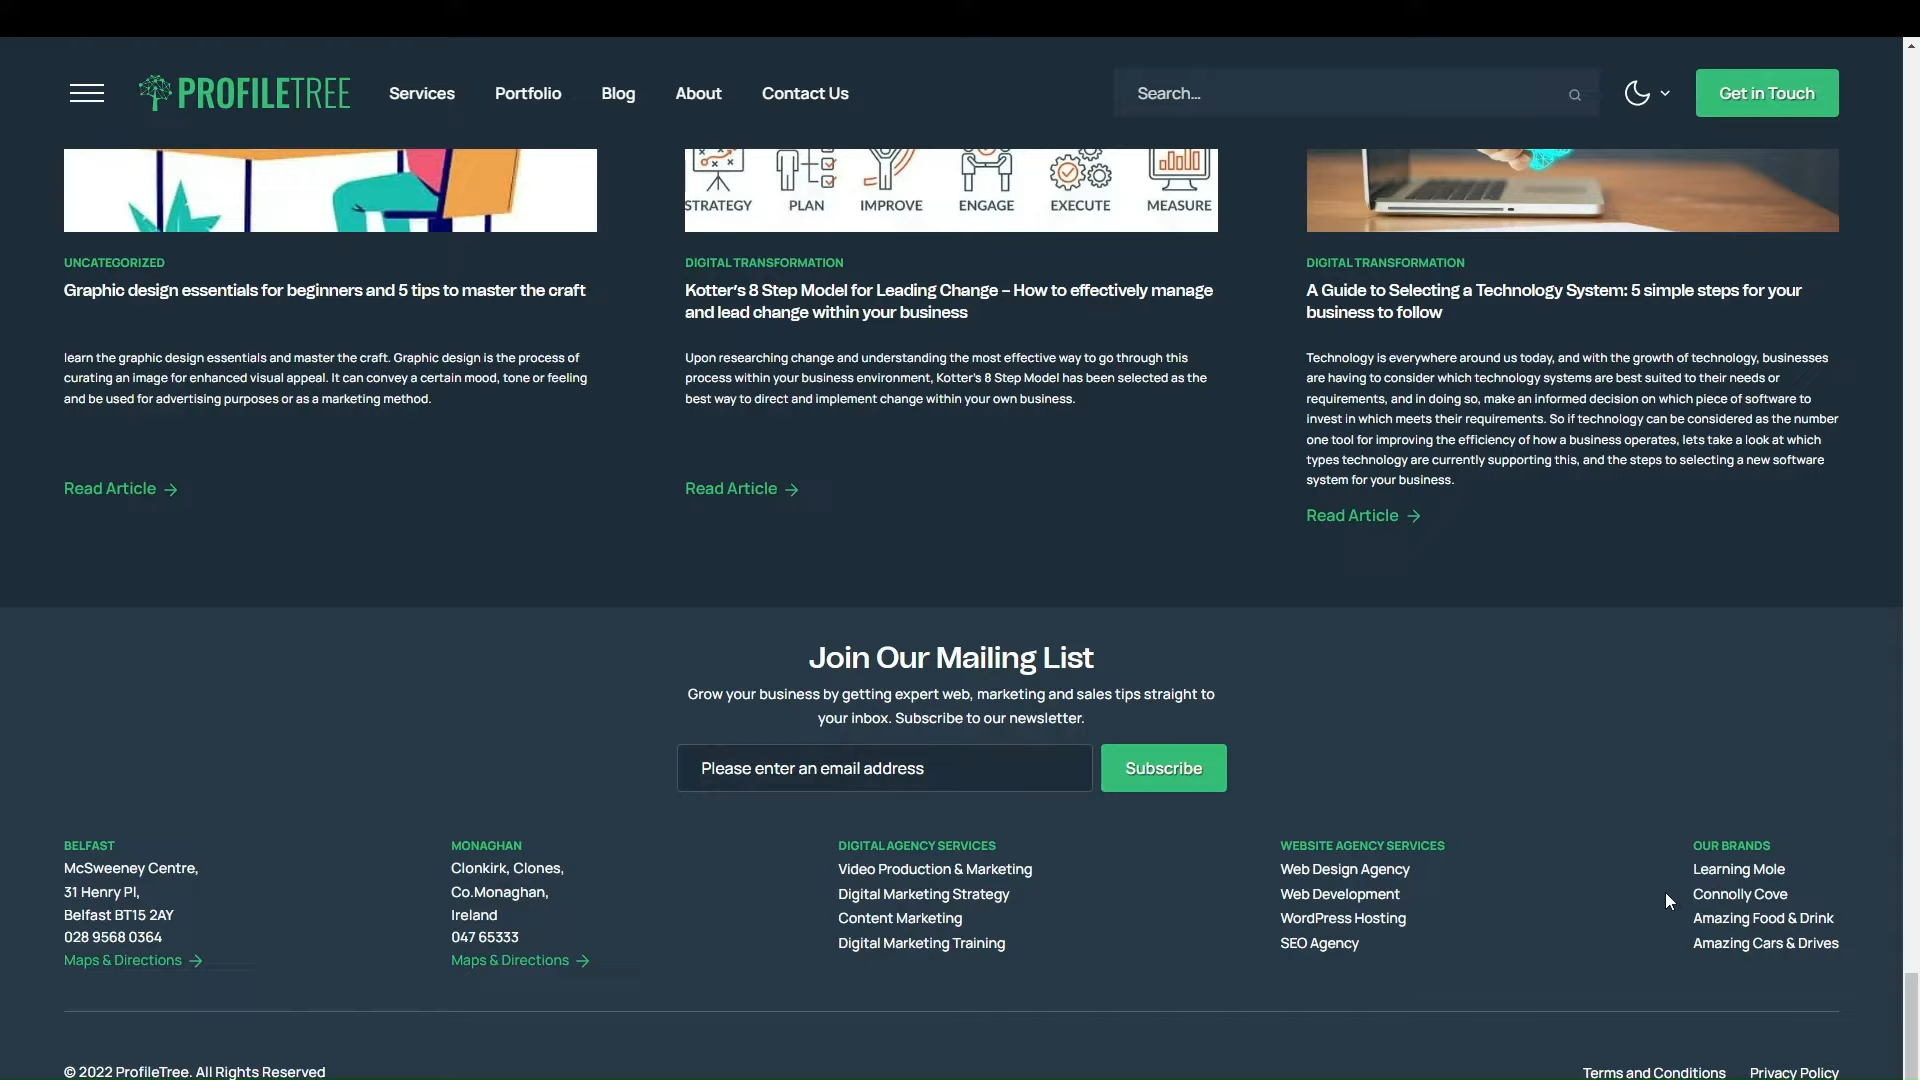 PROFILETREE
Services
Portfolio
Blog
About
Contact Us
Search...
Get in Touch
STRATEGY
PLAN
IMPROVE
ENGAGE
EXECUTE
MEASURE
UNCATEGORIZED
Graphic design essentials for beginners and 5 tips to master the craft
learn the graphic design essentials and master the craft. Graphic design is the process of
curating an image for enhanced visual appeal. It can convey a certain mood, tone or feeling
and be used for advertising purposes or as a marketing method.
Read Article
DIGITAL TRANSFORMATION
Kotter's 8 Step Model for Leading Change – How to effectively manage
and lead change within your business
Upon researching change and understanding the most effective way to go through this
process within your business environment, Kotter's 8 Step Model has been selected as the
best way to direct and implement change within your own business.
Read Article
DIGITAL TRANSFORMATION
A Guide to Selecting a Technology System: 5 simple steps for your
business to follow
Technology is everywhere around us today, and with the growth of technology, businesses
are having to consider which technology systems are best suited to their needs or
requirements, and in doing so, make an informed decision on which piece of software to
invest in which meets their requirements. So if technology can be considered as the number
one tool for improving the efficiency of how a business operates, lets take a look at which
types technology are currently supporting this, and the steps to selecting a new software
system for your business.
Read Article
Join Our Mailing List
Grow your business by getting expert web, marketing and sales tips straight to
your inbox. Subscribe to our newsletter.
Please enter an email address
Subscribe
BELFAST
McSweeney Centre,
31 Henry Pl,
Belfast BT15 2AY
028 9568 0364
Maps & Directions
MONAGHAN
Clonkirk, Clones,
Co.Monaghan,
Ireland
047 65333
Maps & Directions
DIGITAL AGENCY SERVICES
Video Production & Marketing
Digital Marketing Strategy
Content Marketing
Digital Marketing Training
WEBSITE AGENCY SERVICES
Web Design Agency
Web Development
WordPress Hosting
SEO Agency
OUR BRANDS
Learning Mole
Connolly Cove
Amazing Food & Drink
Amazing Cars & Drives
© 2022 ProfileTree. All Rights Reserved
Terms and Conditions
Privacy Policy